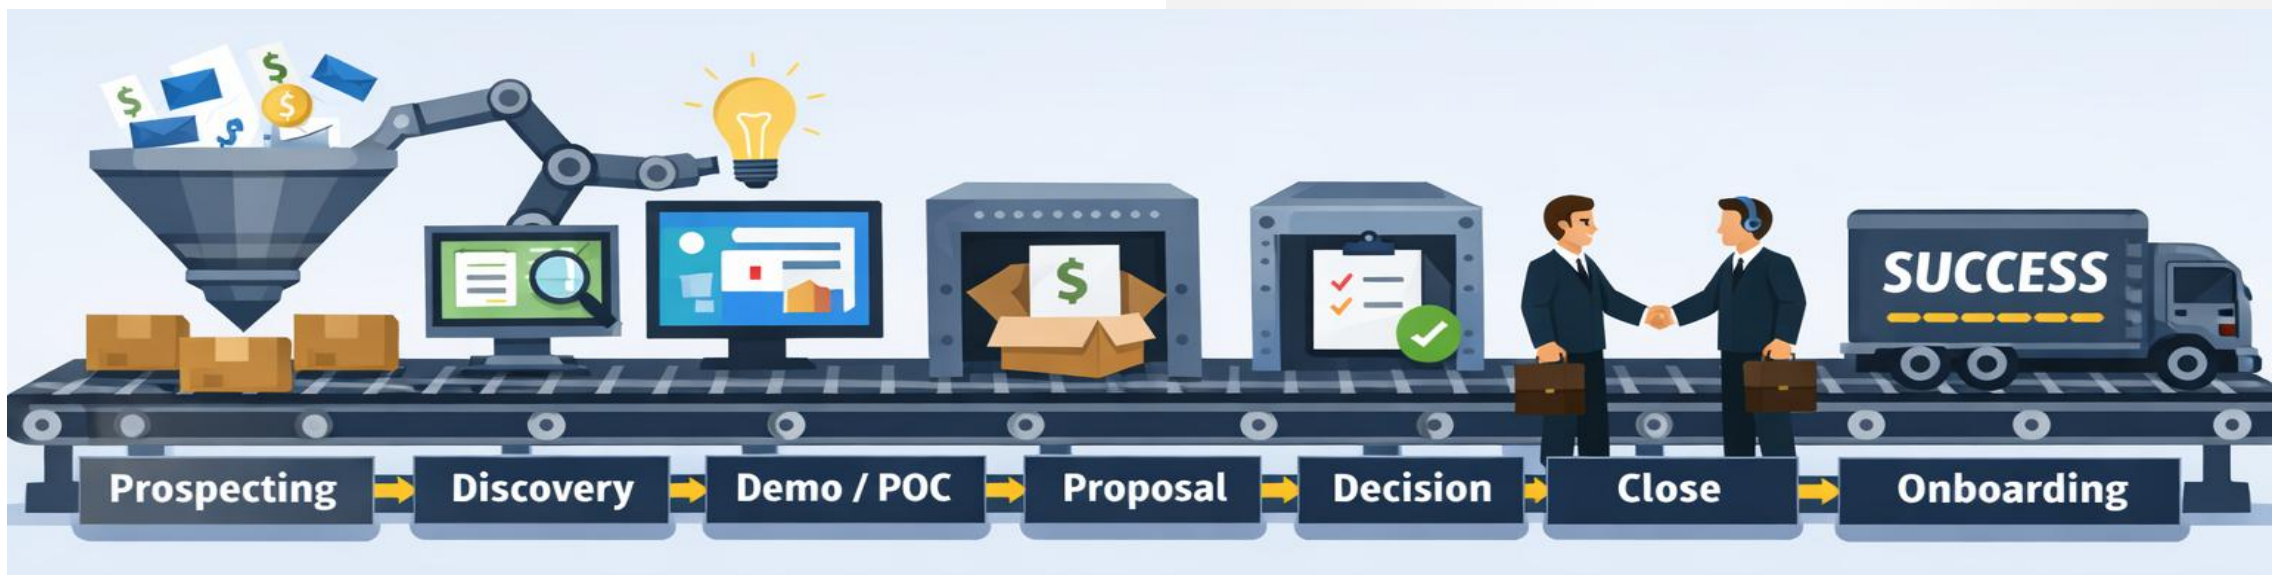 $
$
$
$
$
SUCCESS
Prospecting
Discovery
Demo / POC
Proposal
Decision
Close
Onboarding